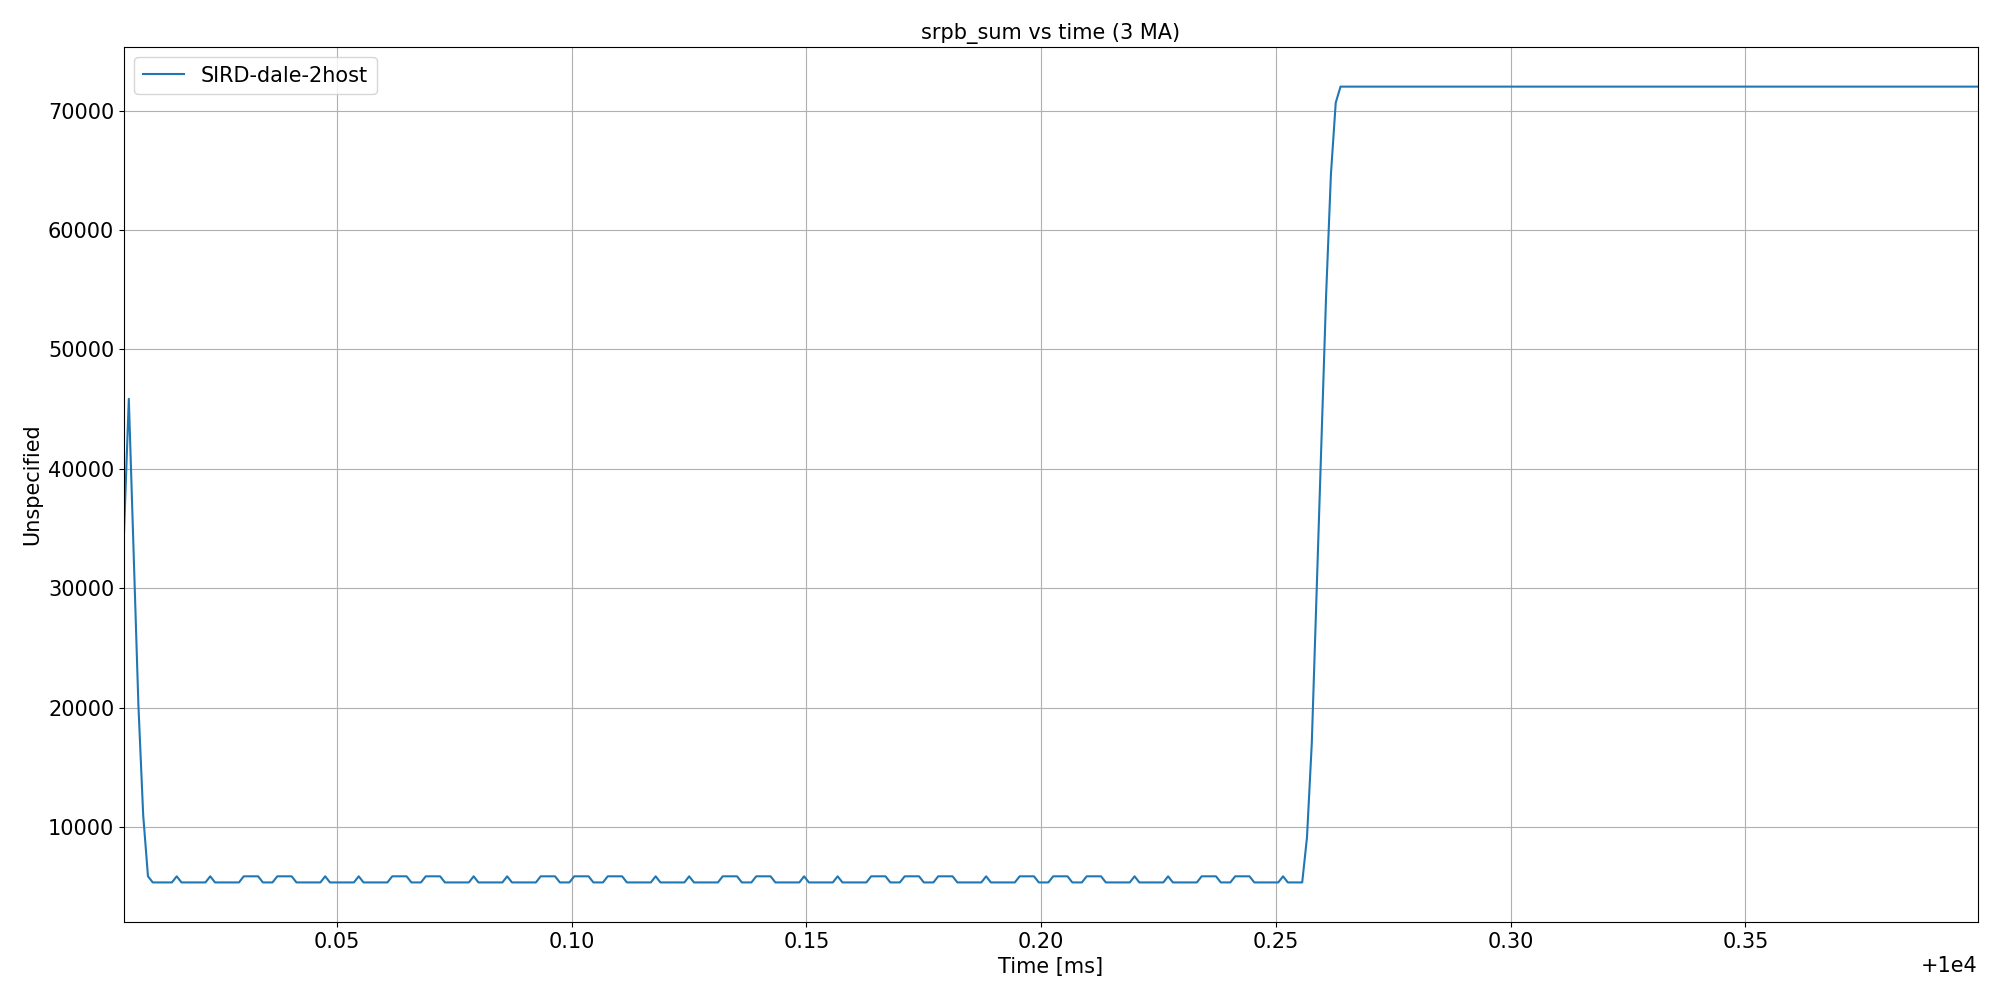 srpb_sum vs time (3 MA)
SIRD-dale-2host
70000
60000
50000
40000
30000
20000
10000
Unspecified
0.05 0.10 0.15 0.20 0.25 0.30 0.35
Time [ms]
+1e4